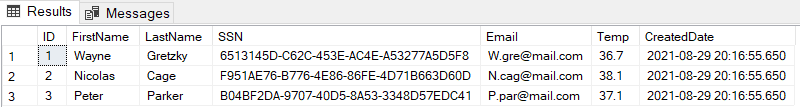 Results Messages
ID FirstName LastName SSN Email Temp CreatedDate
1 1 Wayne Gretzky 6513145D-C62C-453E-AC4E-A53277A5D5F8 W.gre@mail.com 36.7 2021-08-29 20:16:55.650
2 2 Nicolas Cage F951AE76-B776-4E86-86FE-4D71B663D60D N.cag@mail.com 38.1 2021-08-29 20:16:55.650
3 3 Peter Parker B04BF2DA-9707-40D5-8A53-3348D57EDC41 P.par@mail.com 37.1 2021-08-29 20:16:55.650